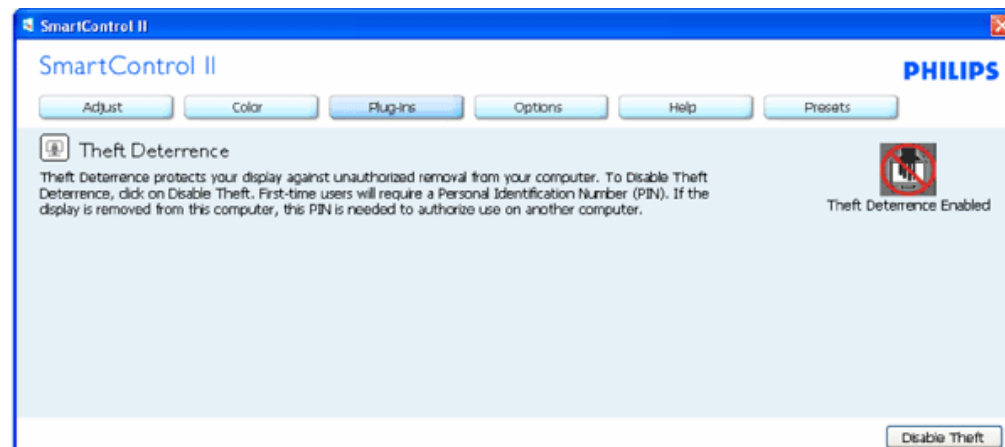 SmartControl II
SmartControl II
PHILIPS
Adjust
Color
Plug-ins
Options
Help
Presets
Theft Deterrence
Theft Deterrence protects your display against unauthorized removal from your computer. To Disable Theft
Deterrence, click on Disable Theft. First-time users will require a Personal Identification Number (PIN). If the
display is removed from this computer, this PIN is needed to authorize use on another computer.
Theft Deterrence Enabled
Disable Theft